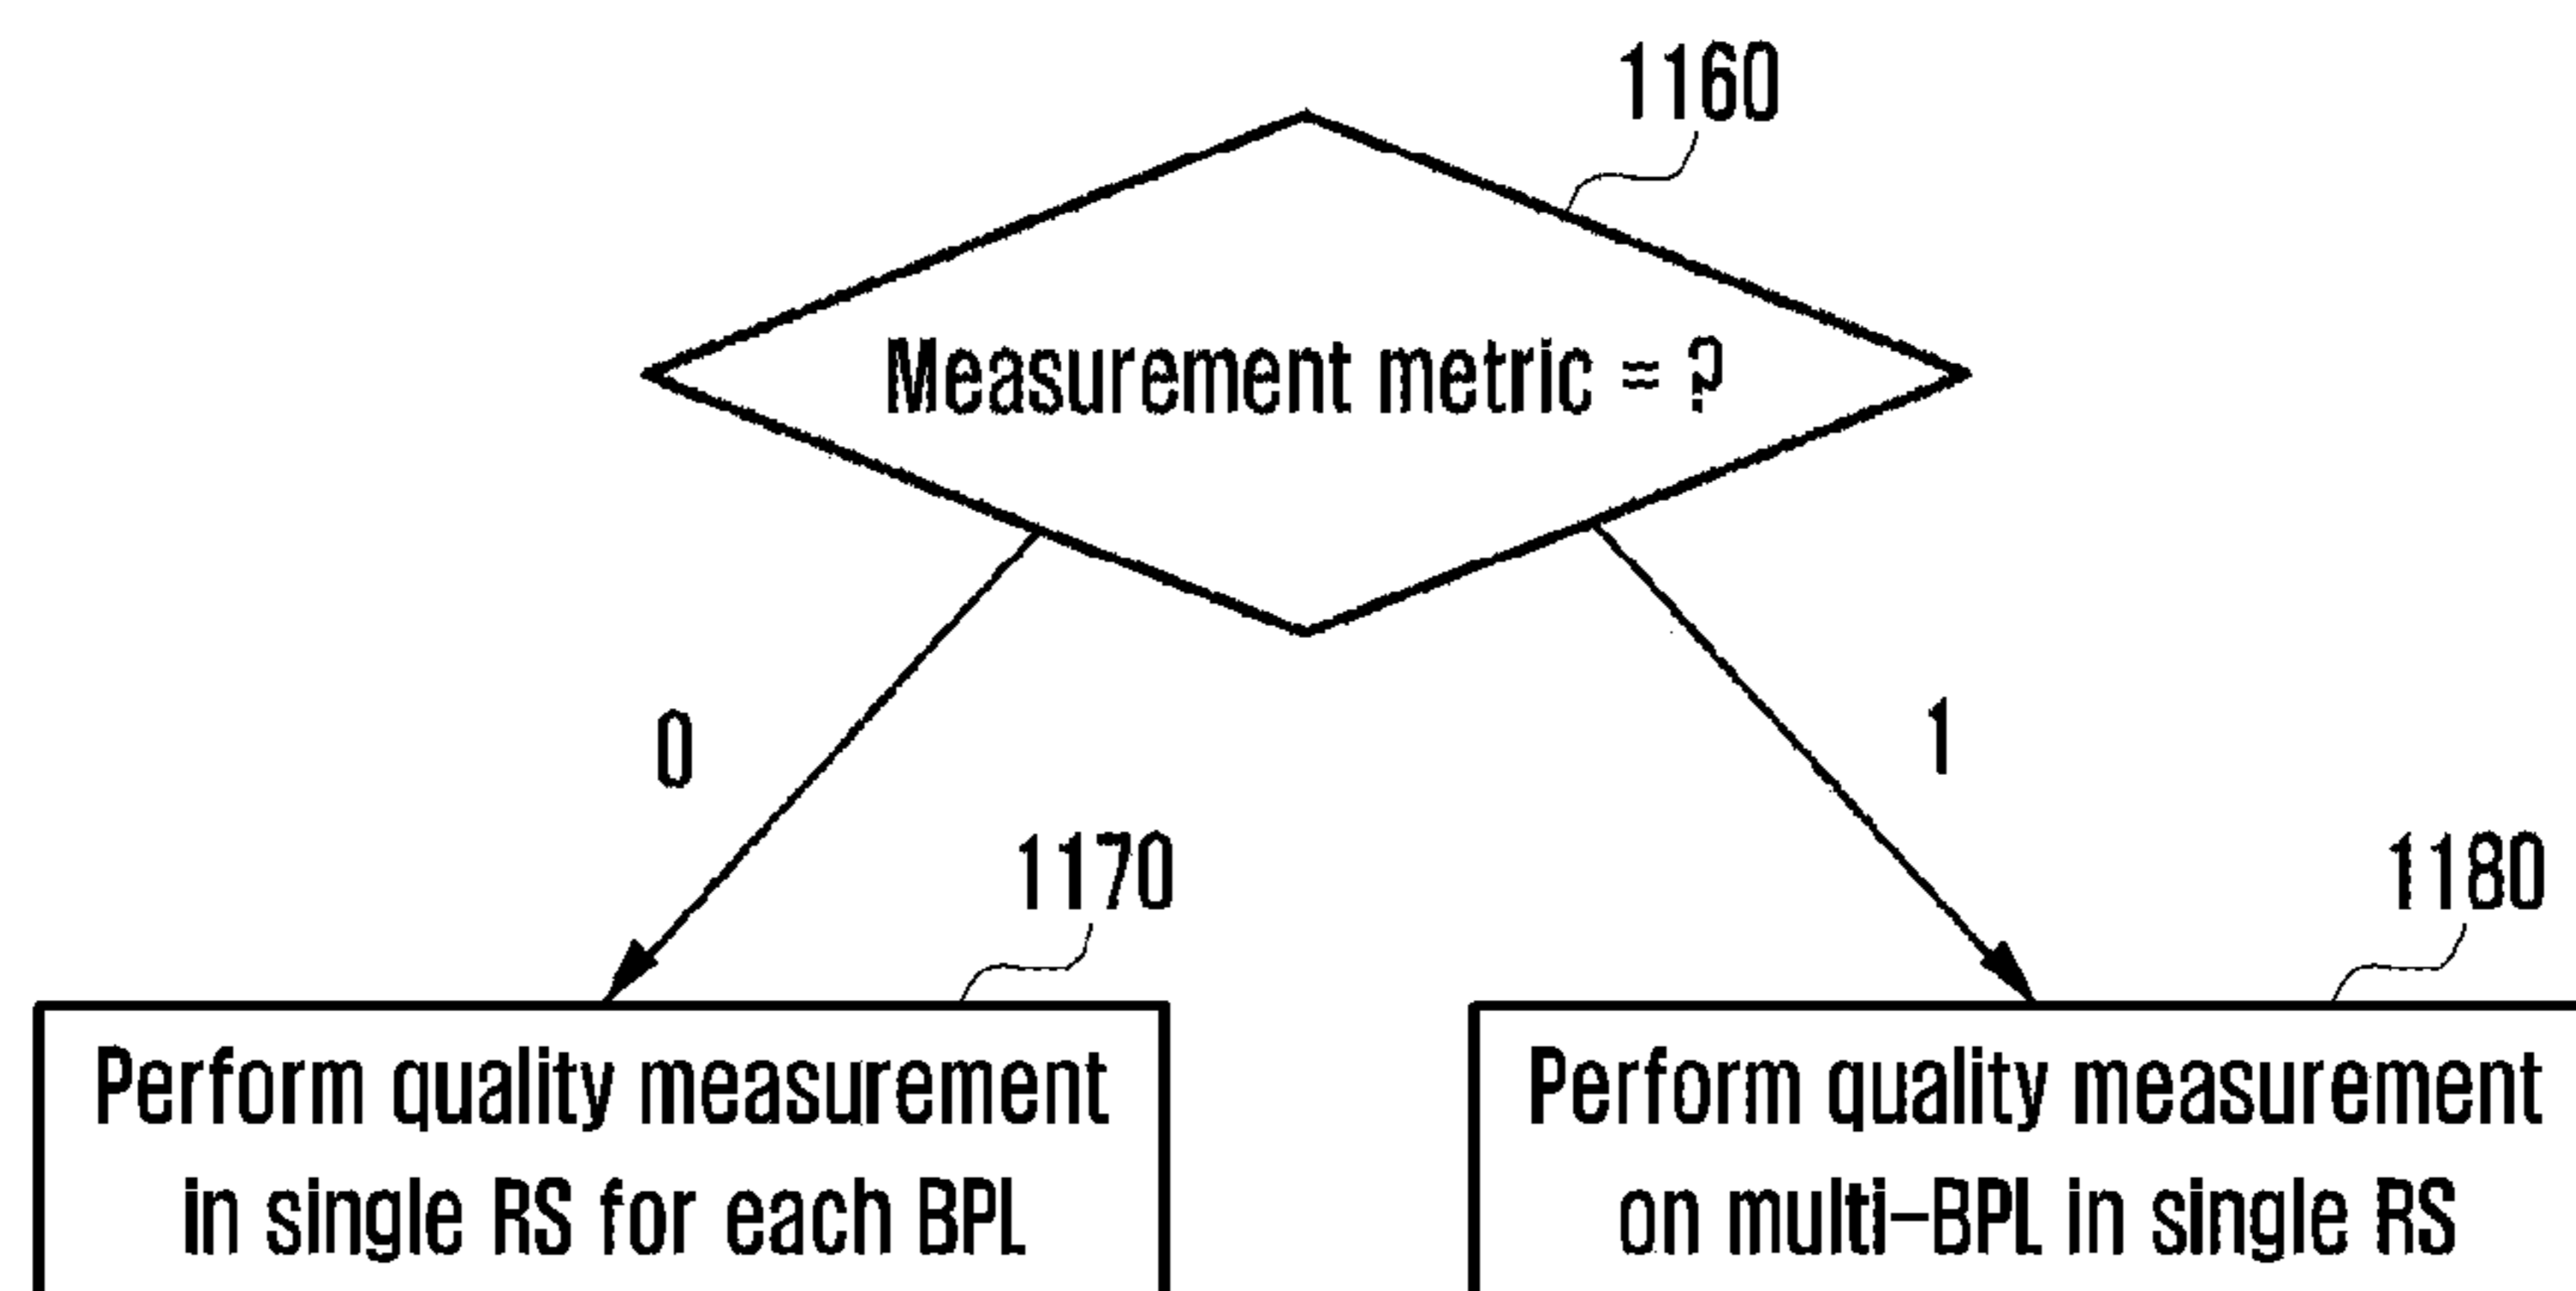 1160
Measurement metric = ?
0
1
1170
1180
Perform quality measurement
in single RS for each BPL
Perform quality measurement
on multi-BPL in single RS